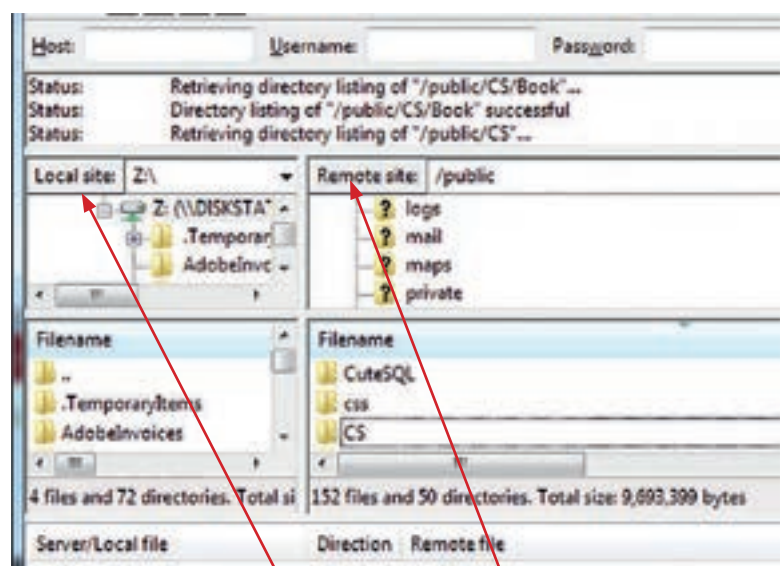 Host: Username: Password:
Status: Retrieving directory listing of "/public/CS/Book"...
Status: Directory listing of "/public/CS/Book" successful
Status: Retrieving directory listing of "/public/CS"...
Local site: Z:\ Remote site: /public
Z: (\\DISKSTAT
logs
.Temporar
mail
AdobeInvc
maps
private
Filename Filename
.. CuteSQL
.TemporaryItems css
AdobeInvoices CS
4 files and 72 directories. Total si 152 files and 50 directories. Total size: 9,693,399 bytes
Server/Local file Direction Remote file